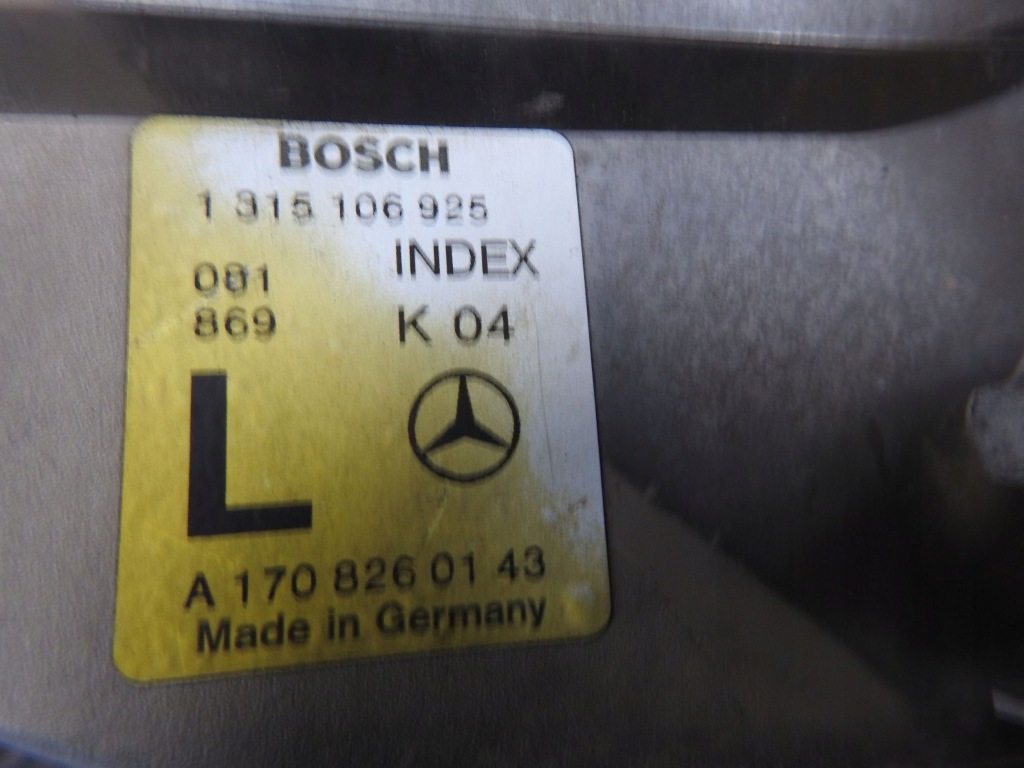 BOSCH
1 315 106 925
INDEX
081
869
K 04
L
A 170 826 01 43
Made in Germany